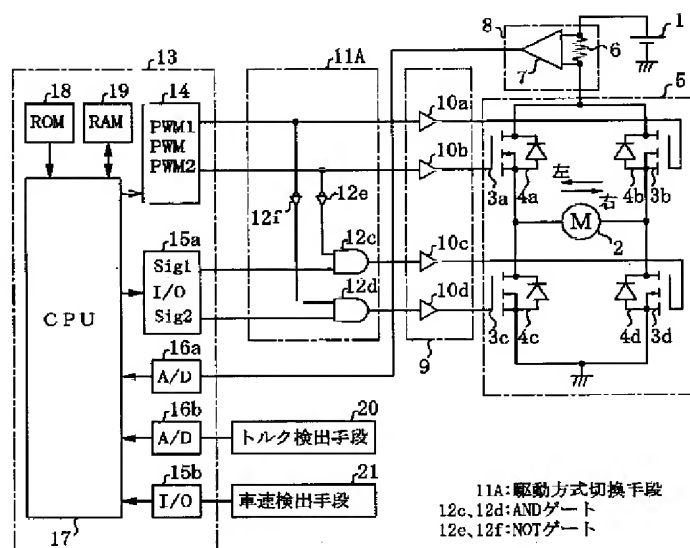 8
1
13
11A
7
6
5
18
19
14
9
ROM
RAM
PWM1
PWM
PWM2
10a
10b
12f
12e
3a
4a
左
右
4b
3b
M
2
15a
12c
10c
Sig1
I/O
Sig2
12d
10d
3c
4c
4d
3d
CPU
16a
A/D
9
16b
A/D
20
トルク検出手段
15b
I/O
21
車速検出手段
17
11A:駆動方式切換手段
12c、12d:ANDゲート
12e、12f:NOTゲート